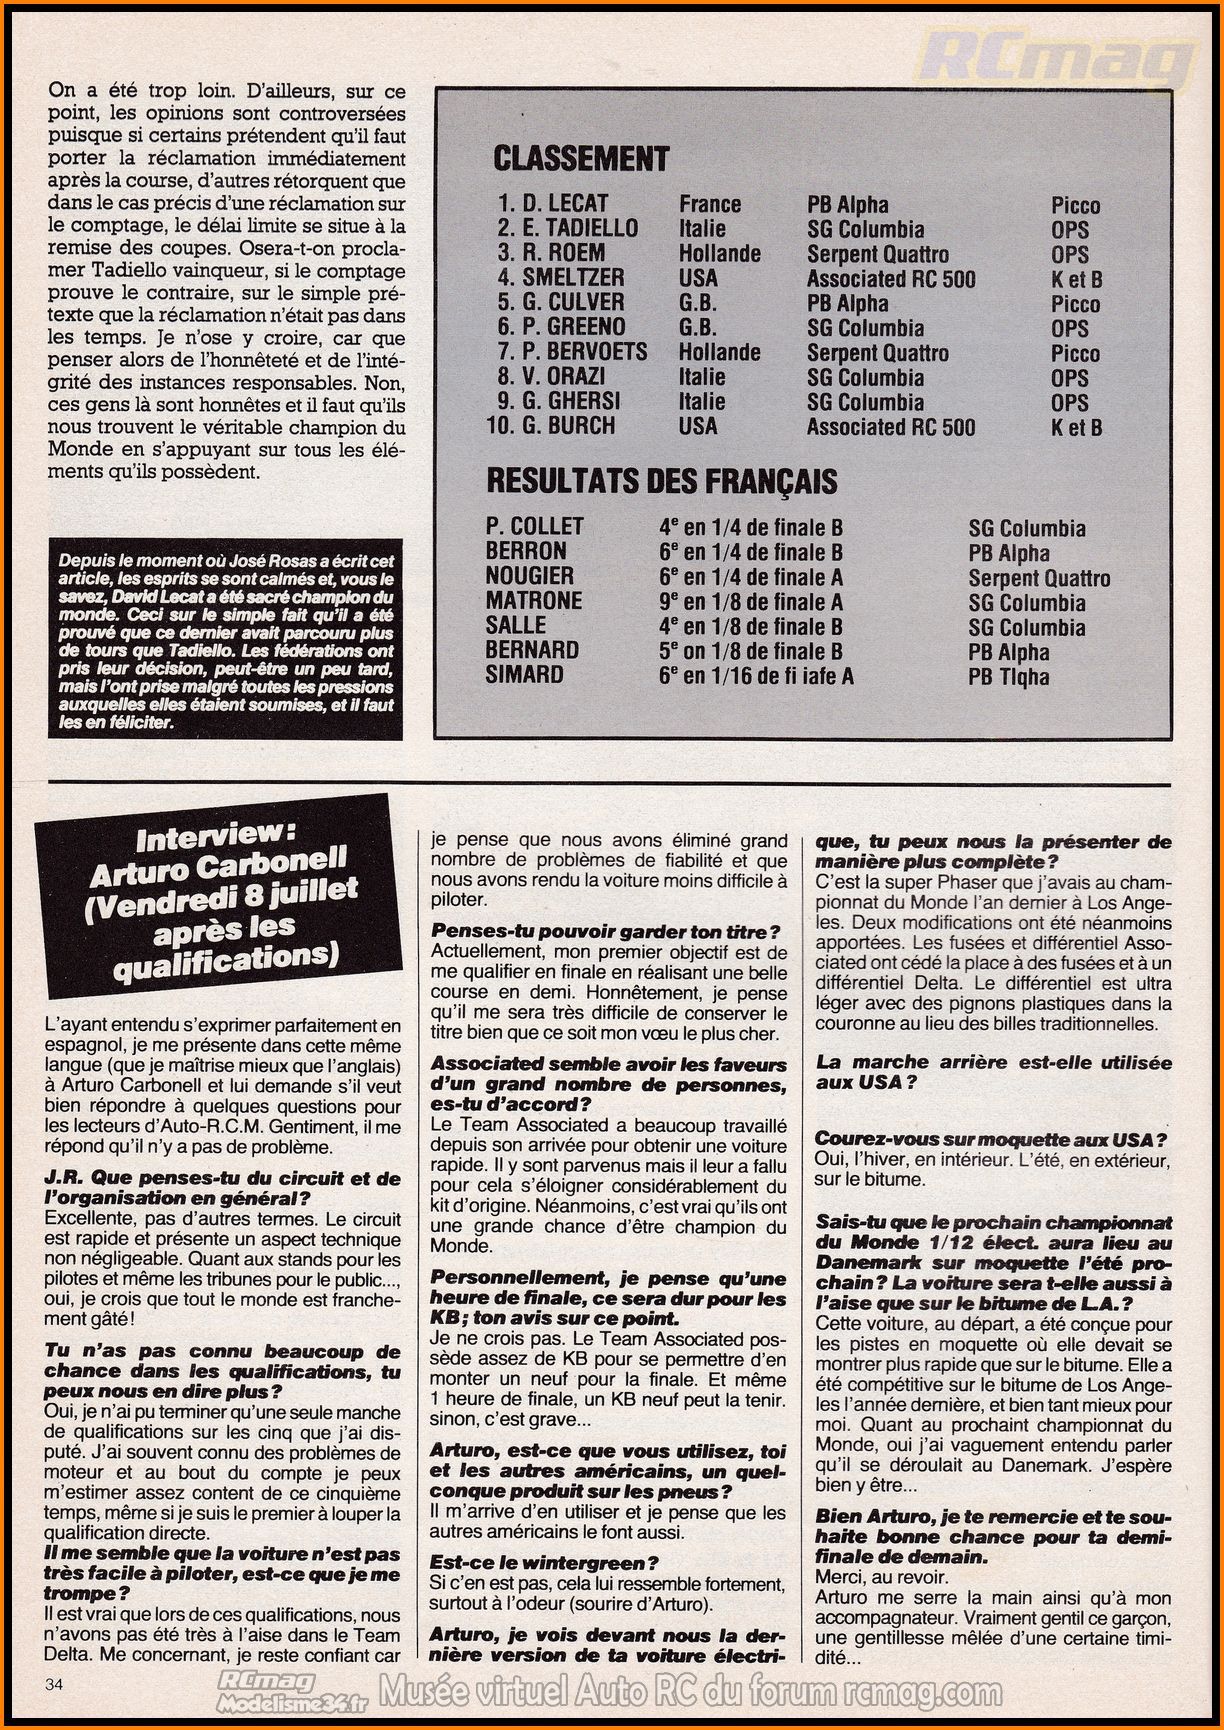 RCmag
On a été trop loin. D'ailleurs, sur ce
point, les opinions sont controversées
puisque si certains prétendent qu'il faut
porter la réclamation immédiatement
après la course, d'autres rétorquent que
dans le cas précis d'une réclamation sur
le comptage, le délai limite se situe à la
remise des coupes. Osera-t-on procla-
mer Tadiello vainqueur, si le comptage
prouve le contraire, sur le simple pré-
texte que la réclamation n'était pas dans
les temps. Je n'ose y croire, car que
penser alors de l'honnêteté et de l'inté-
grité des instances responsables. Non,
ces gens là sont honnêtes et il faut qu'ils
nous trouvent le véritable champion du
Monde en s'appuyant sur tous les élé-
ments qu'ils possèdent.
Depuis le moment où José Rosas a écrit cet
article, les esprits se sont calmés et, vous le
savez, David Lecat a été sacré champion du
monde. Ceci sur le simple fait qu'il a été
prouvé que ce dernier avait parcouru plus
de tours que Tadiello. Les fédérations ont
pris leur décision, peut-être un peu tard,
mais l'ont prise malgré toutes les pressions
auxquelles elles étaient soumises, et il faut
les en féliciter.
CLASSEMENT
1. D. LECAT France PB Alpha Picco
2. E. TADIELLO Italie SG Columbia OPS
3. R. ROEM Hollande Serpent Quattro OPS
4. SMELTZER USA Associated RC 500 K et B
5. G. CULVER G.B. PB Alpha Picco
6. P. GREENO G.B. SG Columbia OPS
7. P. BERVOETS Hollande Serpent Quattro Picco
8. V. ORAZI Italie SG Columbia OPS
9. G. GHERSI Italie SG Columbia OPS
10. G. BURCH USA Associated RC 500 K et B
RESULTATS DES FRANÇAIS
P. COLLET 4e en 1/4 de finale B SG Columbia
BERRON 6e en 1/4 de finale B PB Alpha
NOUGIER 6e en 1/4 de finale A Serpent Quattro
MATRONE 9e en 1/8 de finale A SG Columbia
SALLE 4e en 1/8 de finale B SG Columbia
BERNARD 5e on 1/8 de finale B PB Alpha
SIMARD 6e en 1/16 de fi iafe A PB Tlqha
Interview:
Arturo Carbonell
(Vendredi 8 juillet
après les
qualifications)
L'ayant entendu s'exprimer parfaitement en
espagnol, je me présente dans cette même
langue (que je maîtrise mieux que l'anglais)
à Arturo Carbonell et lui demande s'il veut
bien répondre à quelques questions pour
les lecteurs d'Auto-R.C.M. Gentiment, il me
répond qu'il n'y a pas de problème.
J.R. Que penses-tu du circuit et de
l'organisation en général?
Excellente, pas d'autres termes. Le circuit
est rapide et présente un aspect technique
non négligeable. Quant aux stands pour les
pilotes et même les tribunes pour le public...,
oui, je crois que tout le monde est franche-
ment gâté!
Tu n'as pas connu beaucoup de
chance dans les qualifications, tu
peux nous en dire plus?
Oui, je n'ai pu terminer qu'une seule manche
de qualifications sur les cinq que j'ai dis-
puté. J'ai souvent connu des problèmes de
moteur et au bout du compte je peux
m'estimer assez content de ce cinquième
temps, même si je suis le premier à louper la
qualification directe.
Il me semble que la voiture n'est pas
très facile à piloter, est-ce que je me
trompe?
Il est vrai que lors de ces qualifications, nous
n'avons pas été très à l'aise dans le Team
Delta. Me concernant, je reste confiant car
je pense que nous avons éliminé grand
nombre de problèmes de fiabilité et que
nous avons rendu la voiture moins difficile à
piloter.
Penses-tu pouvoir garder ton titre?
Actuellement, mon premier objectif est de
me qualifier en finale en réalisant une belle
course en demi. Honnêtement, je pense
qu'il me sera très difficile de conserver le
titre bien que ce soit mon vœu le plus cher.
Associated semble avoir les faveurs
d'un grand nombre de personnes,
es-tu d'accord?
Le Team Associated a beaucoup travaillé
depuis son arrivée pour obtenir une voiture
rapide. Il y sont parvenus mais il leur a fallu
pour cela s'éloigner considérablement du
kit d'origine. Néanmoins, c'est vrai qu'ils ont
une grande chance d'être champion du
Monde.
Personnellement, je pense qu'une
heure de finale, ce sera dur pour les
KB; ton avis sur ce point.
Je ne crois pas. Le Team Associated pos-
sède assez de KB pour se permettre d'en
monter un neuf pour la finale. Et même
1 heure de finale, un KB neuf peut la tenir.
sinon, c'est grave...
Arturo, est-ce que vous utilisez, toi
et les autres américains, un quel-
conque produit sur les pneus?
Il m'arrive d'en utiliser et je pense que les
autres américains le font aussi.
Est-ce le wintergreen?
Si c'en est pas, cela lui ressemble fortement,
surtout à l'odeur (sourire d'Arturo).
Arturo, je vois devant nous la der-
nière version de ta voiture électri-
que, tu peux nous la présenter de
manière plus complète?
C'est la super Phaser que j'avais au cham-
pionnat du Monde l'an dernier à Los Ange-
les. Deux modifications ont été néanmoins
apportées. Les fusées et différentiel Asso-
ciated ont cédé la place à des fusées et à un
différentiel Delta. Le différentiel est ultra
léger avec des pignons plastiques dans la
couronne au lieu des billes traditionnelles.
La marche arrière est-elle utilisée
aux USA?
Courez-vous sur moquette aux USA?
Oui, l'hiver, en intérieur. L'été, en extérieur,
sur le bitume.
Sais-tu que le prochain championnat
du Monde 1/12 élect. aura lieu au
Danemark sur moquette l'été pro-
chain? La voiture sera t-elle aussi à
l'aise que sur le bitume de L.A.?
Cette voiture, au départ, a été conçue pour
les pistes en moquette où elle devait se
montrer plus rapide que sur le bitume. Elle a
été compétitive sur le bitume de Los Ange-
les l'année dernière, et bien tant mieux pour
moi. Quant au prochaint championnat du
Monde, oui j'ai vaguement entendu parler
qu'il se déroulait au Danemark. J'espère
bien y être...
Bien Arturo, je te remercie et te sou-
haite bonne chance pour ta demi-
finale de demain.
Merci, au revoir.
Arturo me serre la main ainsi qu'à mon
accompagnateur. Vraiment gentil ce garçon,
une gentillesse mêlée d'une certaine timi-
dité...
34
RCmag
Modelisme34.fr Musée virtuel Auto RC du forum rcmag.com